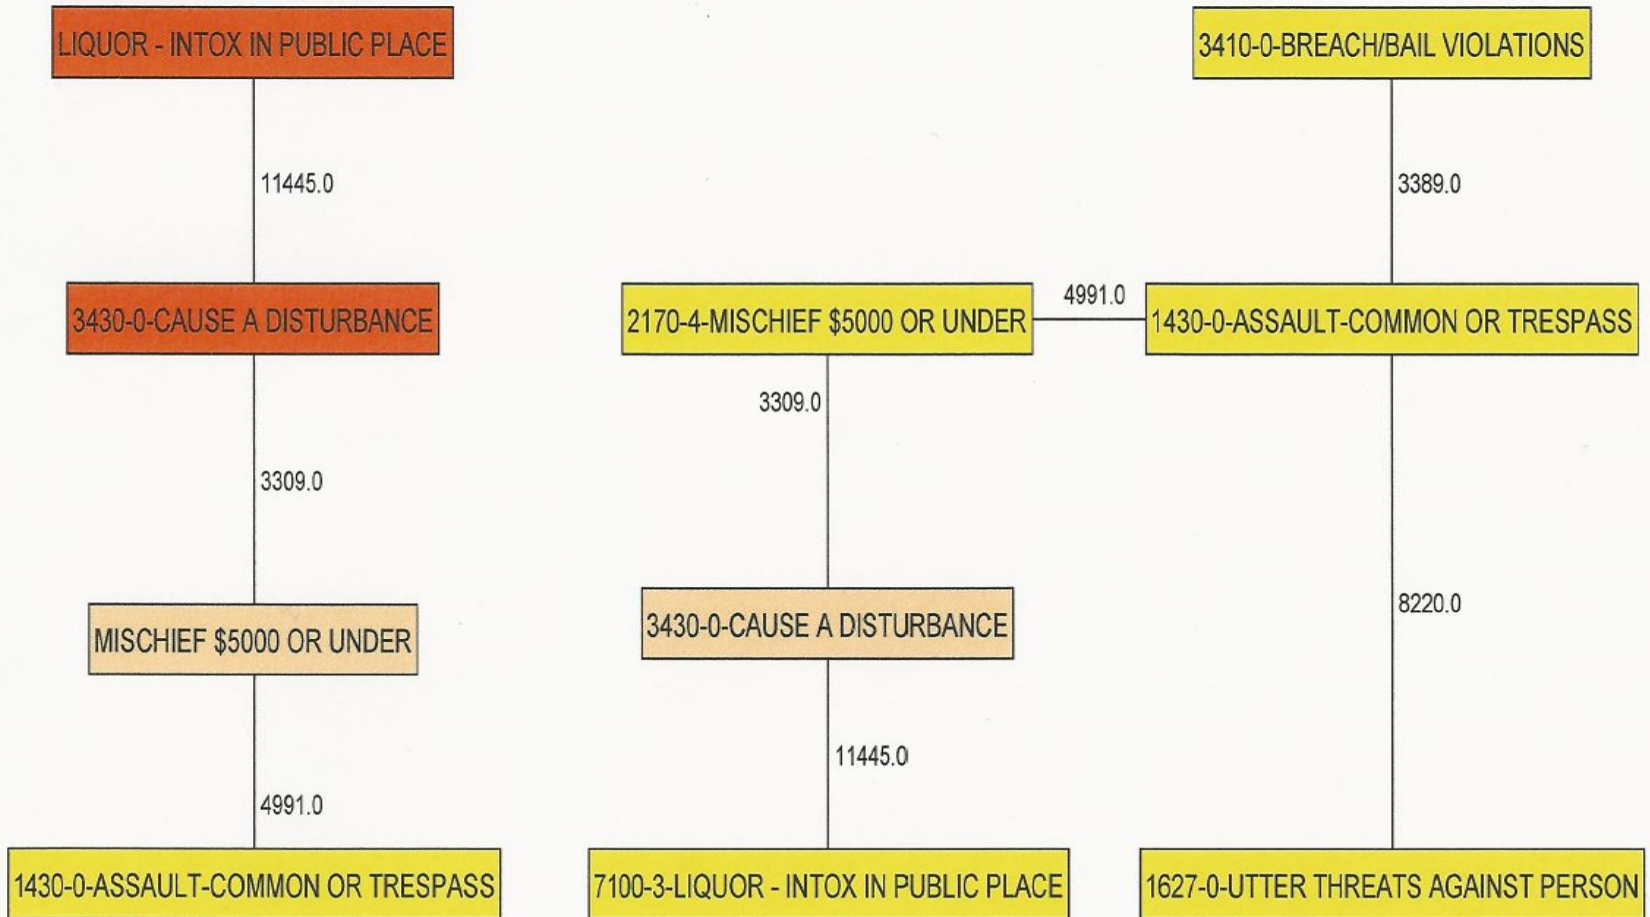 LIQUOR - INTOX IN PUBLIC PLACE
11445.0
3430-0-CAUSE A DISTURBANCE
3309.0
MISCHIEF $5000 OR UNDER
4991.0
1430-0-ASSAULT-COMMON OR TRESPASS
2170-4-MISCHIEF $5000 OR UNDER
4991.0
3309.0
3430-0-CAUSE A DISTURBANCE
11445.0
7100-3-LIQUOR - INTOX IN PUBLIC PLACE
3410-0-BREACH/BAIL VIOLATIONS
3389.0
1430-0-ASSAULT-COMMON OR TRESPASS
8220.0
1627-0-UTTER THREATS AGAINST PERSON